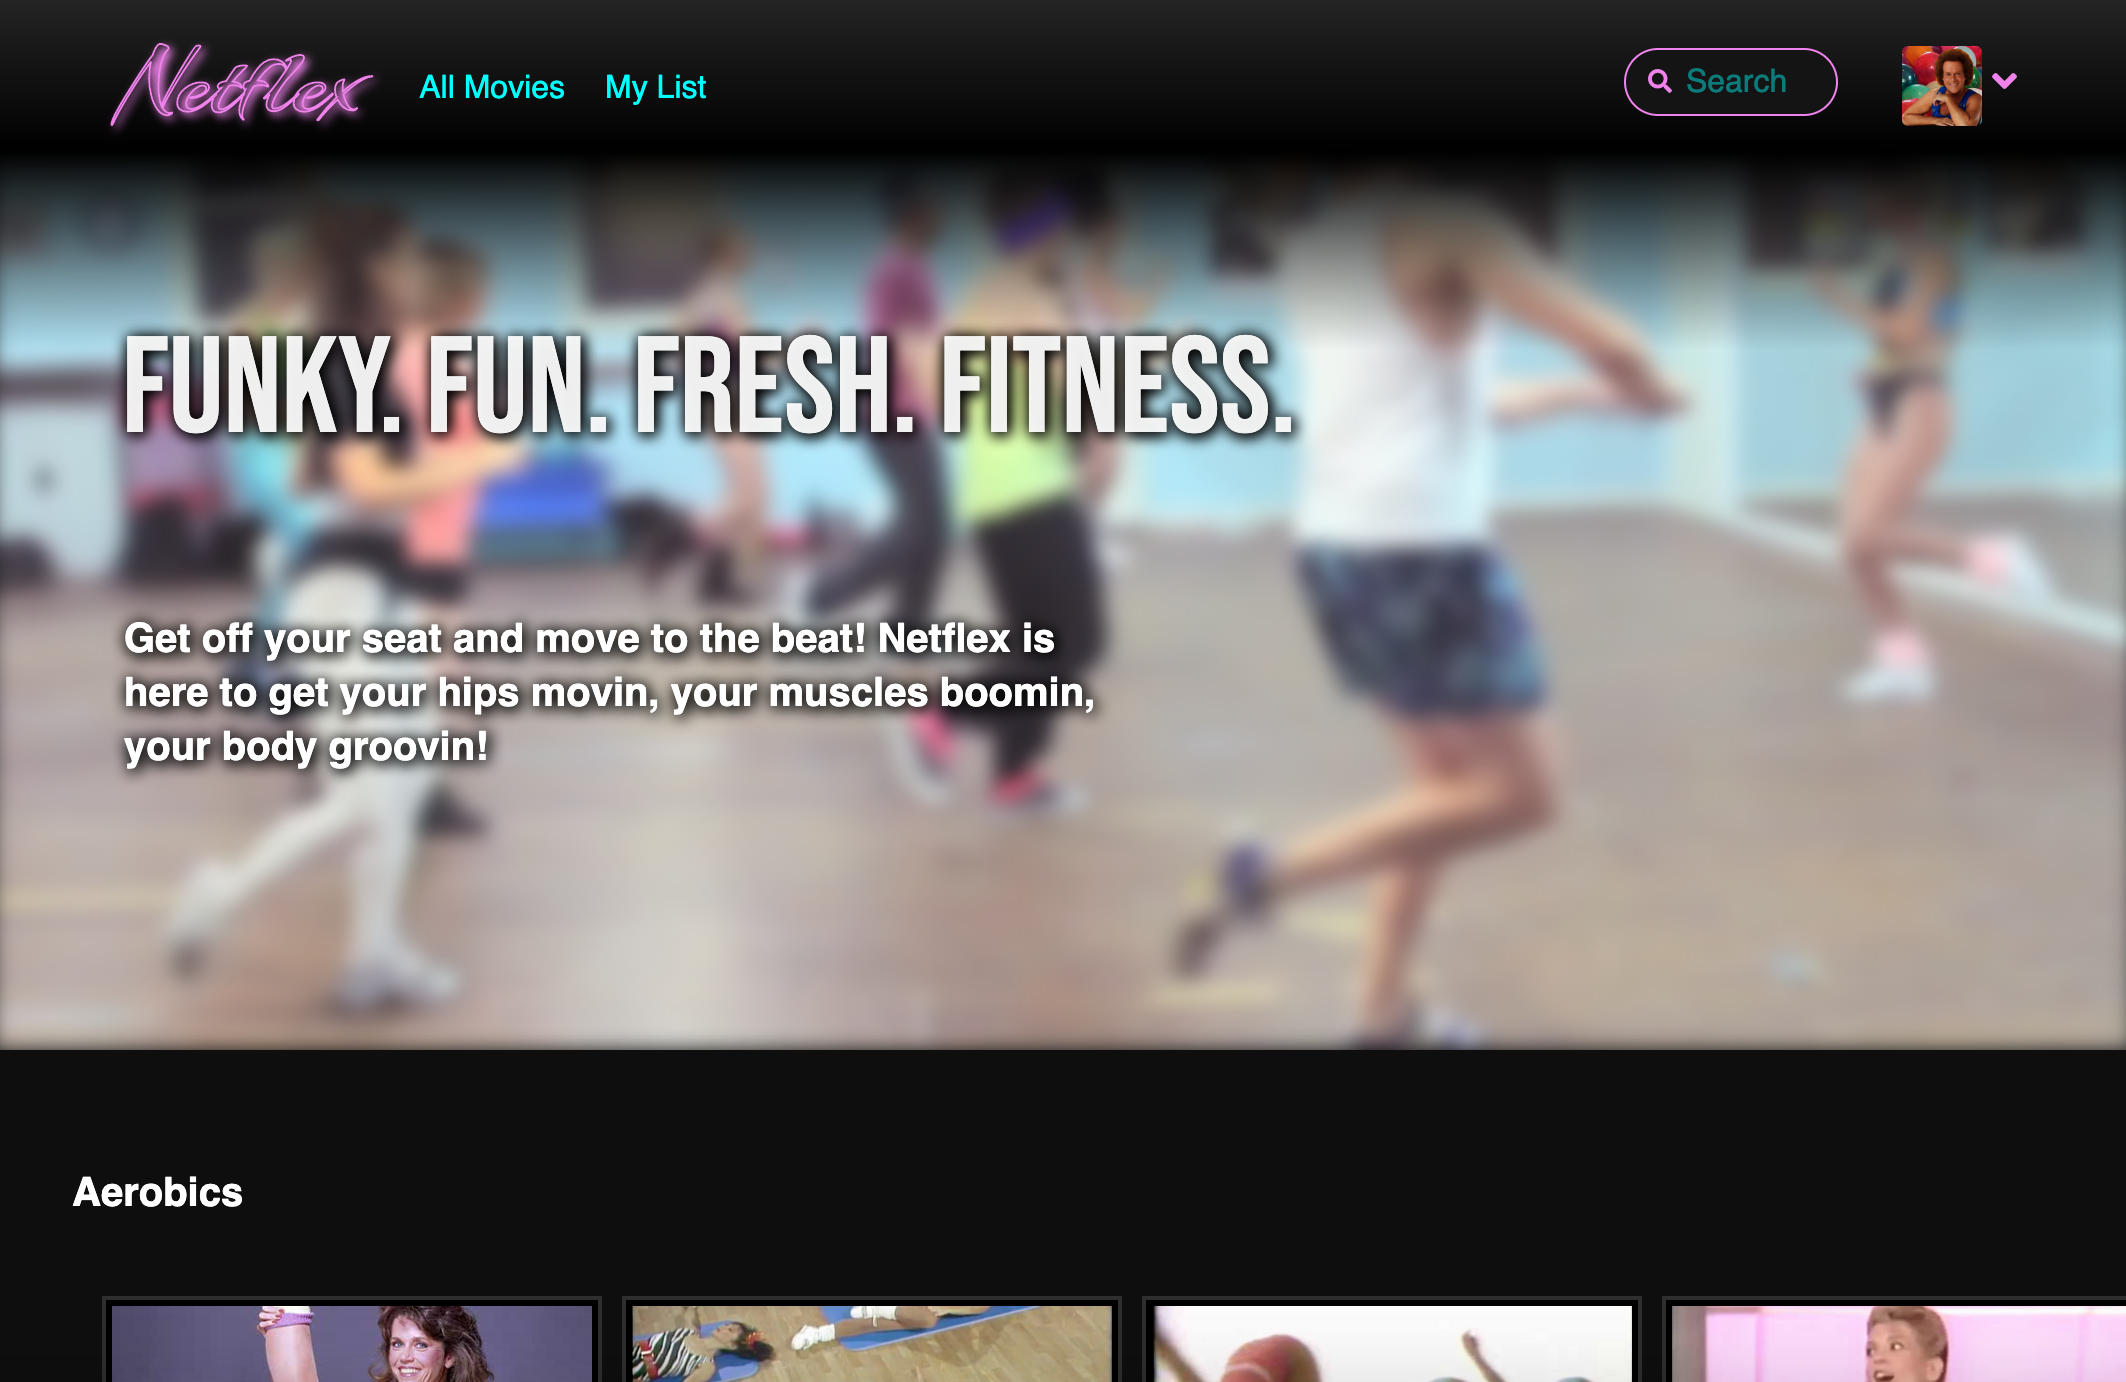 Netflex
All Movies
My List
Search
FUNKY. FUN. FRESH. FITNESS.
Get off your seat and move to the beat! Netflex is
here to get your hips movin, your muscles boomin,
your body groovin!
Aerobics